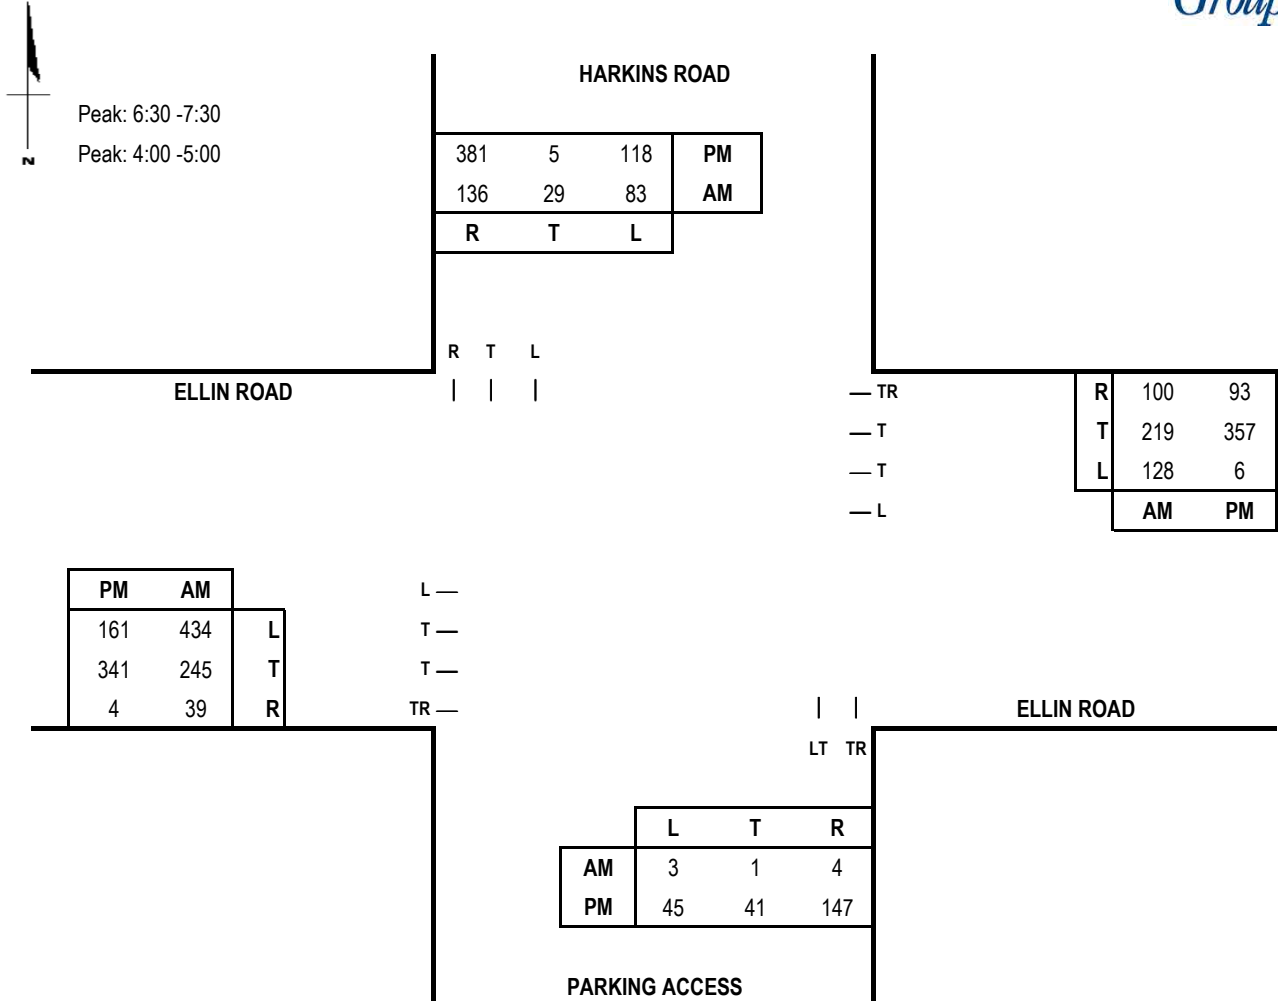 Group
HARKINS ROAD
Peak: 6:30 -7:30
Peak: 4:00 -5:00
N
381 5 118 PM
136 29 83 AM
R T L
R T L
ELLIN ROAD
TR
T
T
L
R 100 93
T 219 357
L 128 6
AM PM
PM AM
161 434 L
341 245 T
4 39 R
L
T
T
TR
ELLIN ROAD
LT TR
L T R
AM 3 1 4
PM 45 41 147
PARKING ACCESS